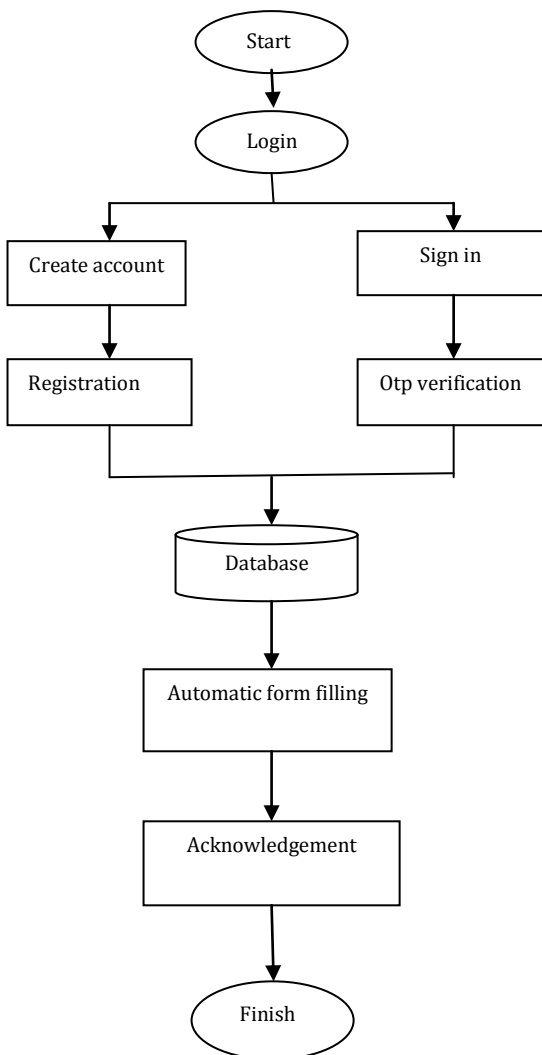 Start
Login
Create account
Sign in
Registration
Otp verification
Database
Automatic form filling
Acknowledgement
Finish